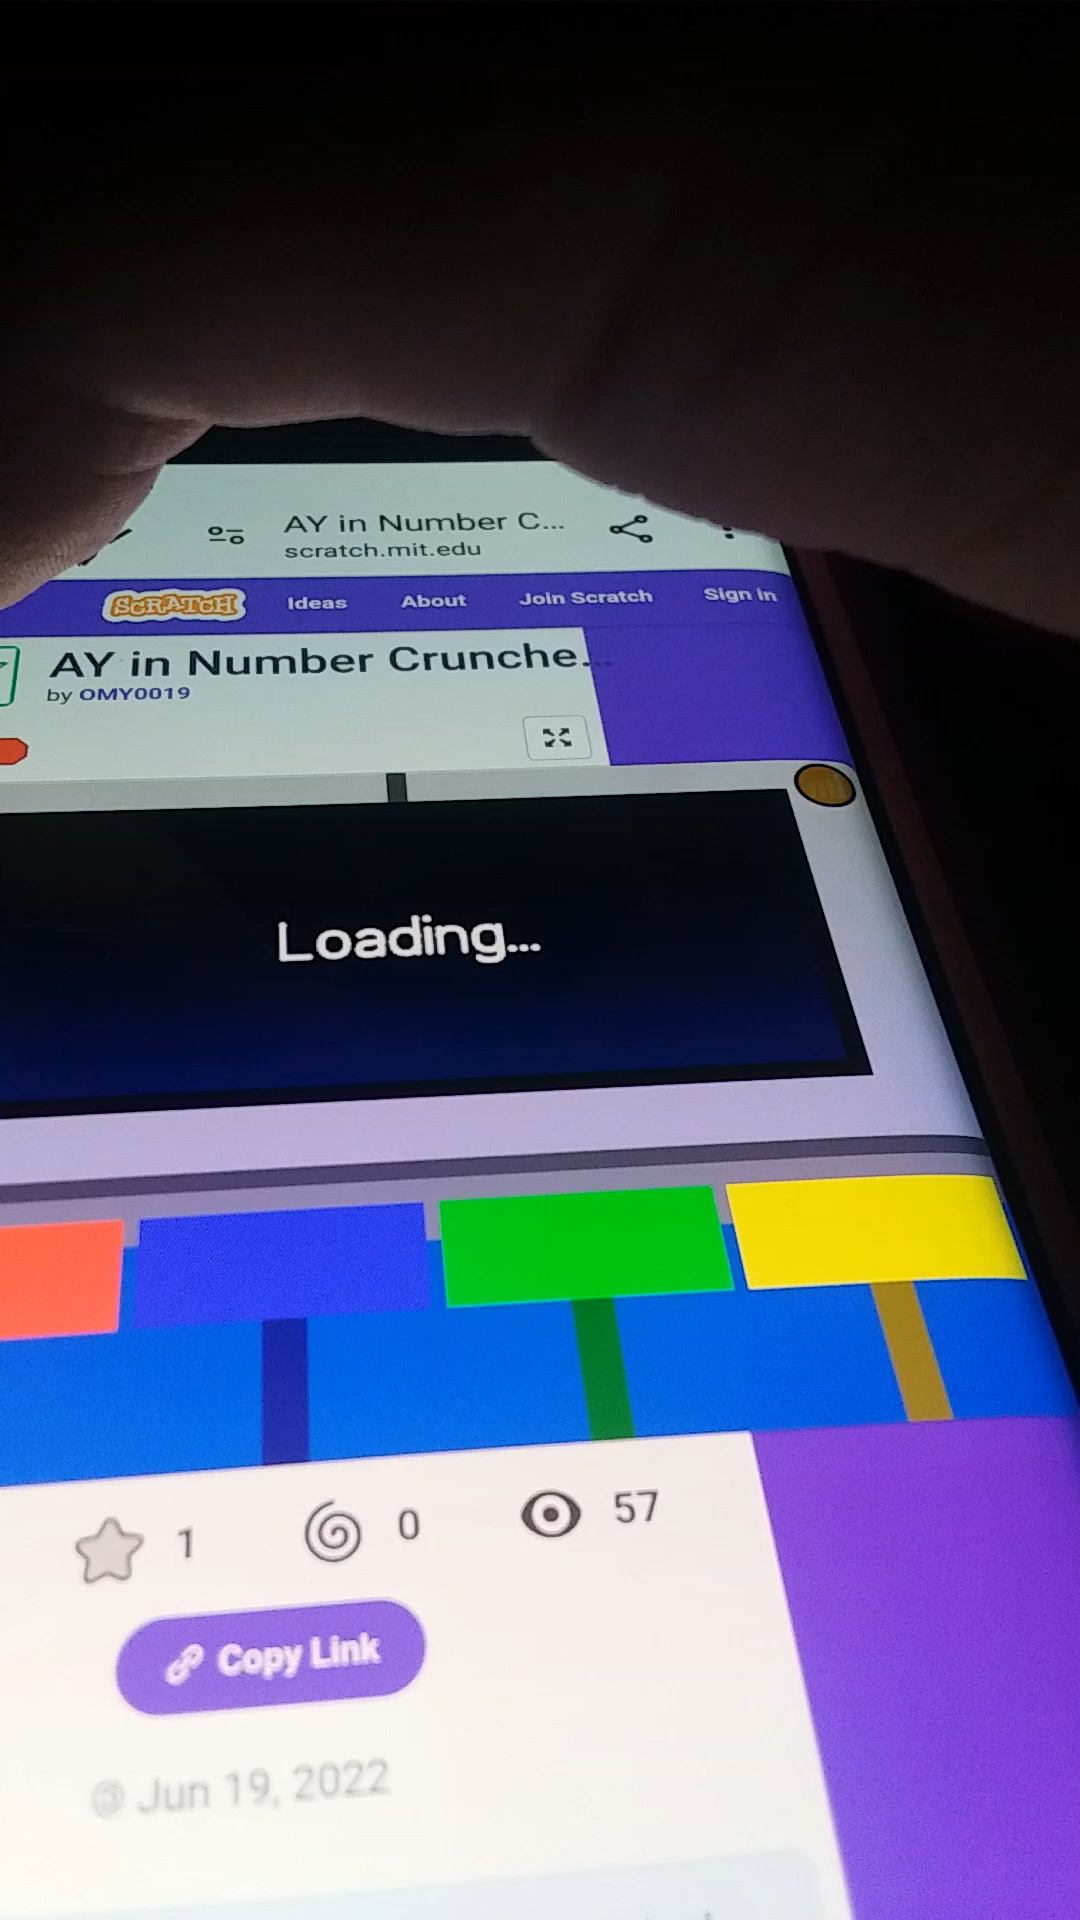 AY in Number C...
scratch.mit.edu
SCRATCH Ideas About Join Scratch Sign in
AY in Number Crunche...
by OMY0019
Loading...
1 0 57
Copy Link
© Jun 19, 2022